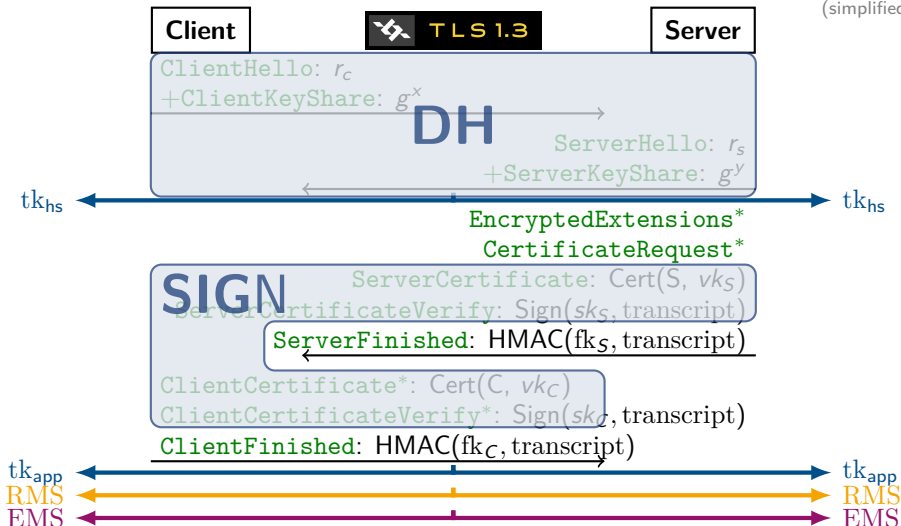 (simplified
Client
TLS 1.3
Server
ClientHello: r_c
+ClientKeyShare: g^x
DH
ServerHello: r_s
+ServerKeyShare: g^y
tk_hs
tk_hs
EncryptedExtensions*
CertificateRequest*
ServerCertificate: Cert(S, vk_S)
SIGN
ServerCertificateVerify: Sign(sk_S, transcript)
ServerFinished: HMAC(fk_S, transcript)
ClientCertificate*: Cert(C, vk_C)
ClientCertificateVerify*: Sign(sk_C, transcript)
ClientFinished: HMAC(fk_C, transcript)
tk_app
tk_app
RMS
RMS
EMS
EMS